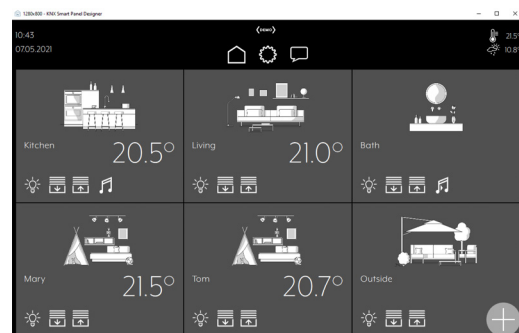 1280x800 - KNX Smart Panel Designer
10:43
07.05.2021
(DEMO)
21.5°
10.8°
Kitchen
20.5°
Living
21.0°
Bath
Mary
21.5°
Tom
20.7°
Outside